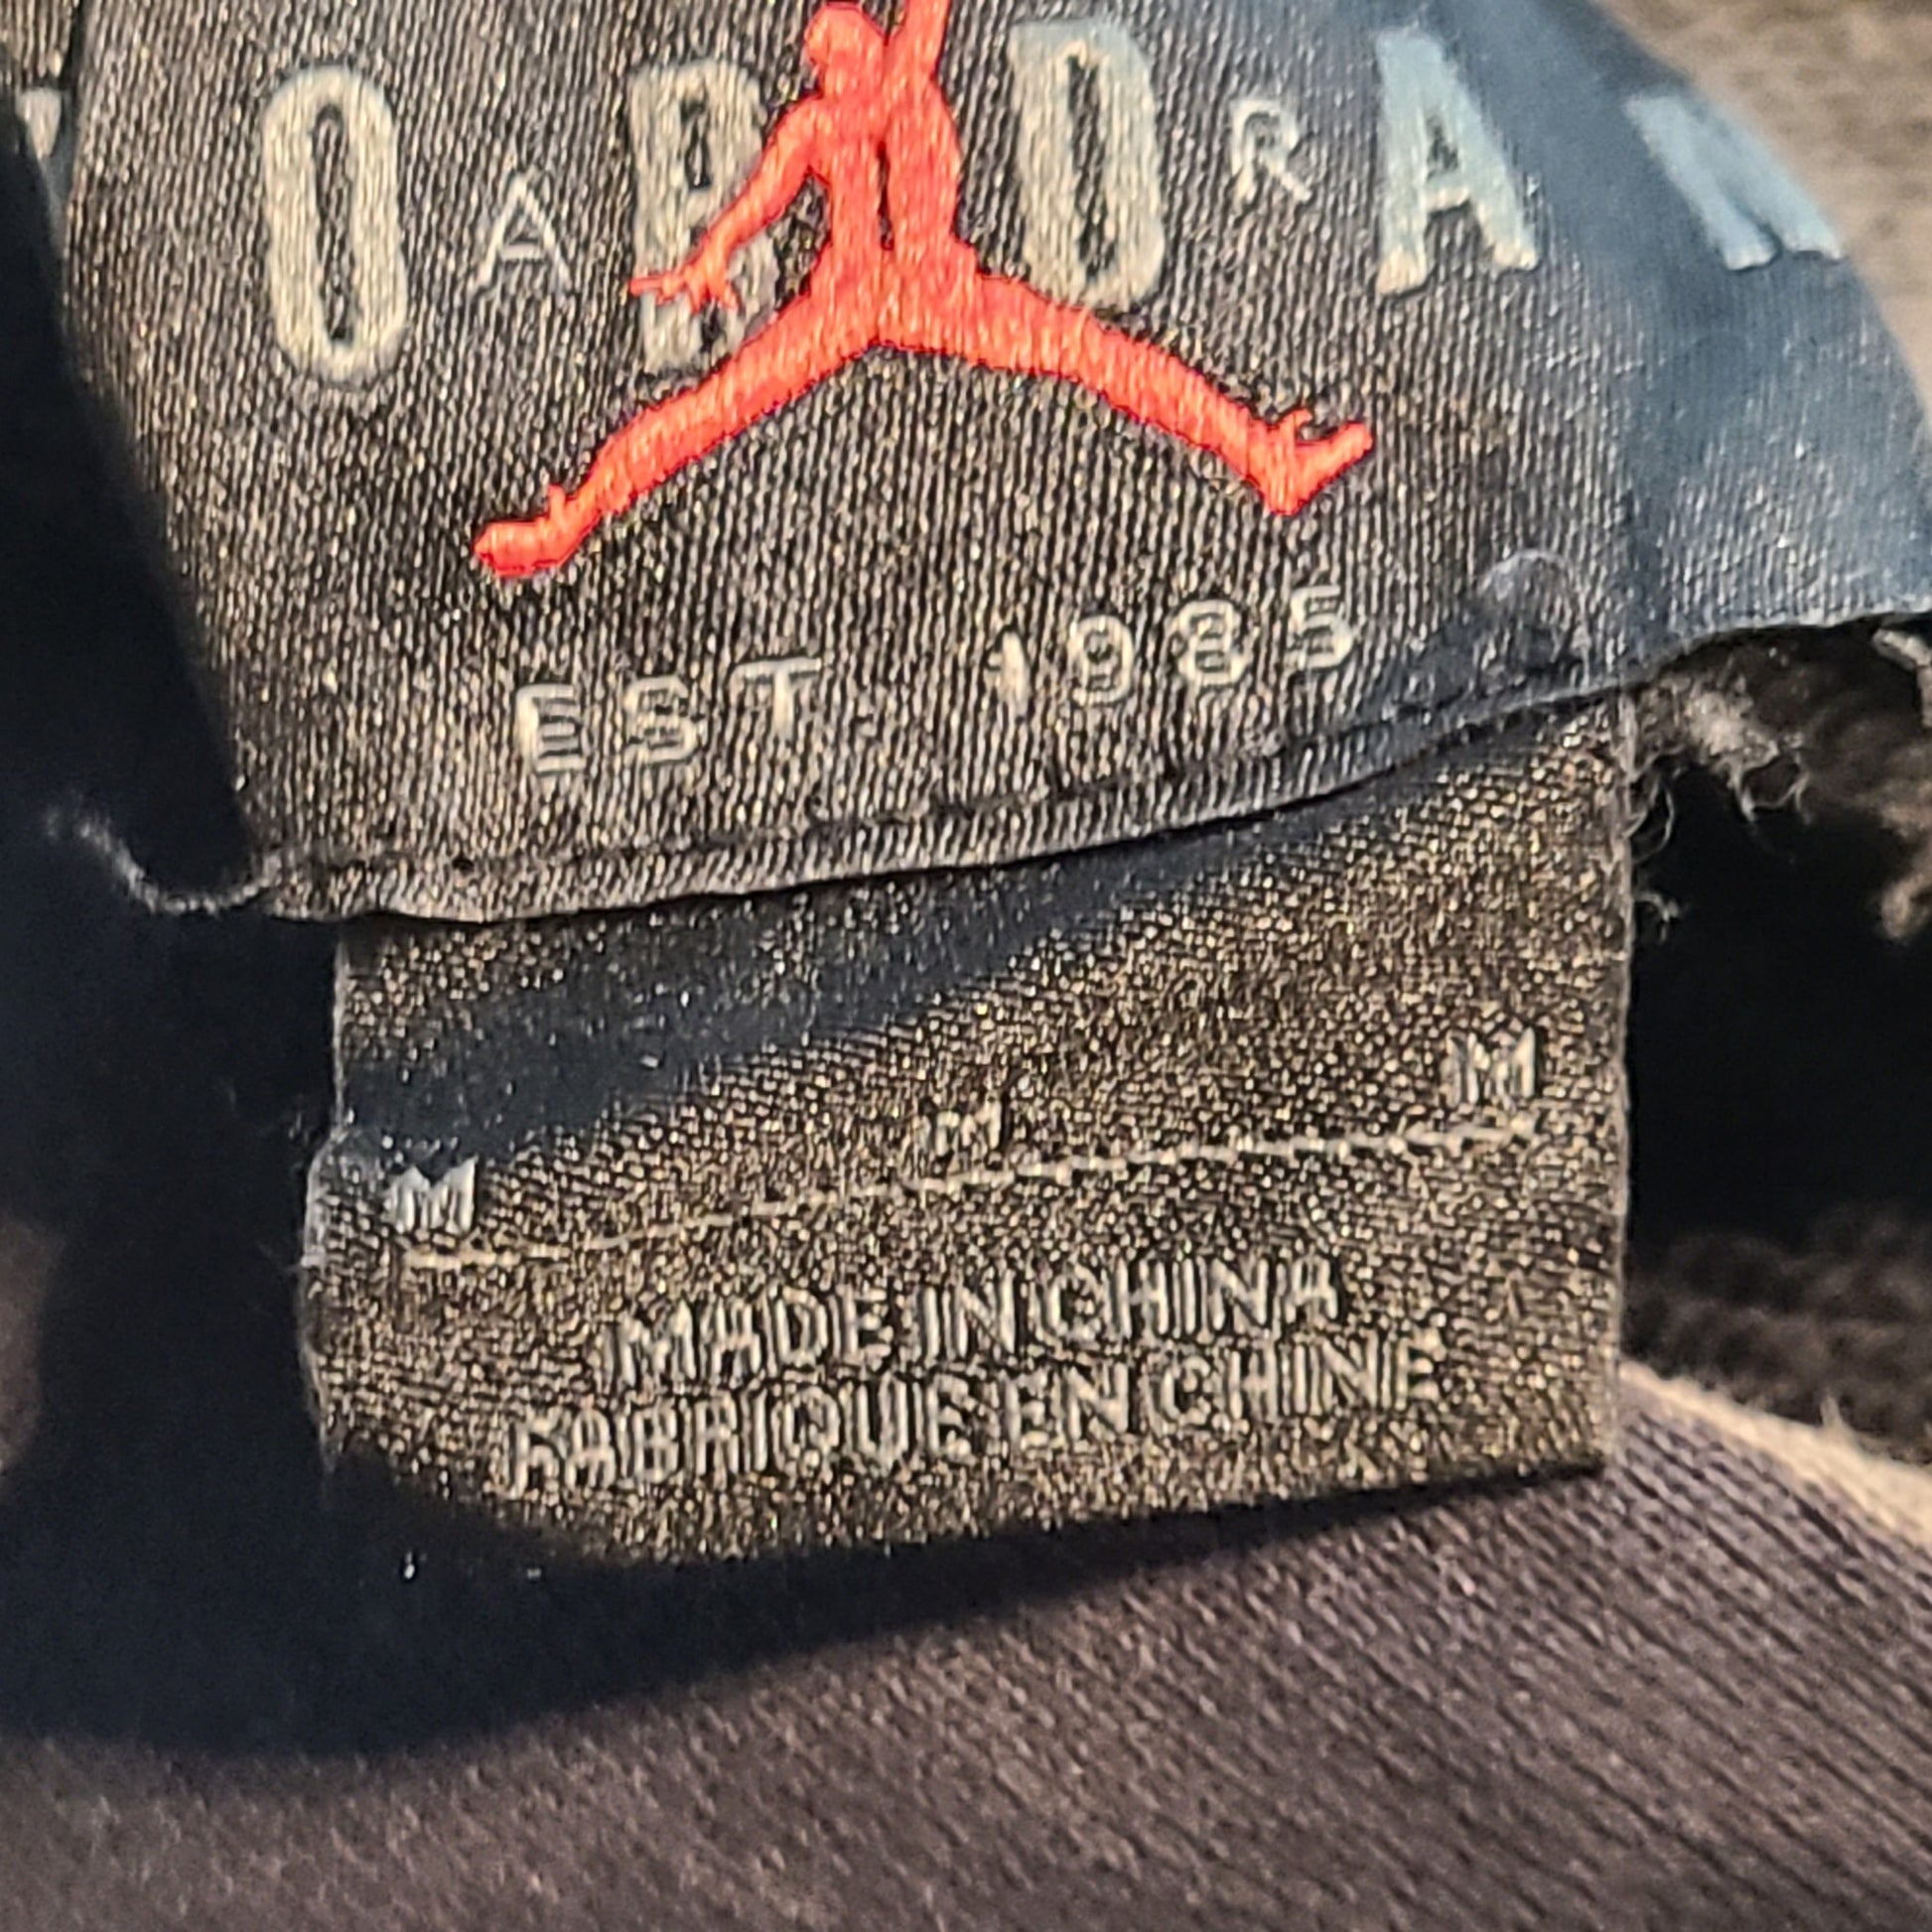 O A R D R A N
EST. 1985
M M M
MADE IN CHINA
FABRIQUE EN CHINE